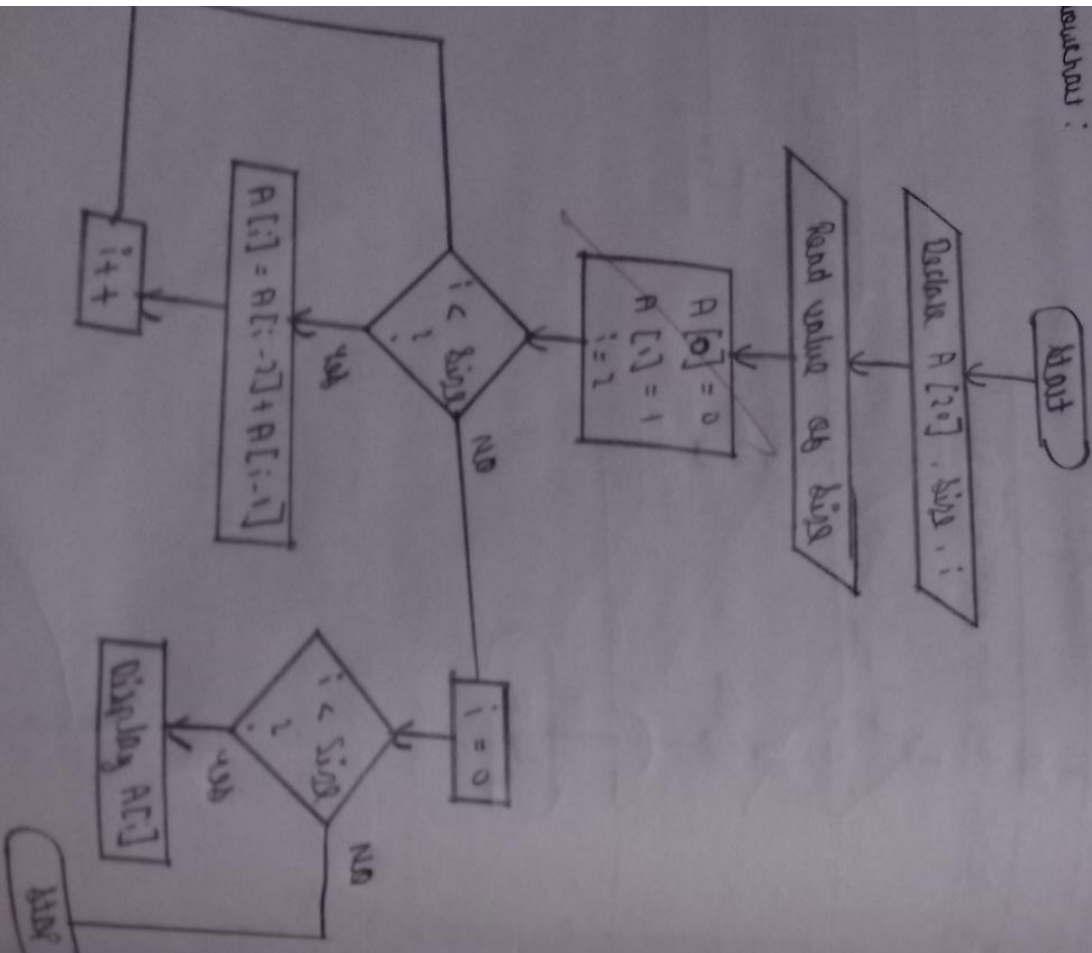 Start
Declare A[20], Size, i
Read value of Size
A[0] = 0
A[1] = 1
i = 2
i < Size
?
NO
Yes
A[i] = A[i-2] + A[i-1]
i++
i = 0
i < Size
?
NO
Yes
Display A[i]
Stop